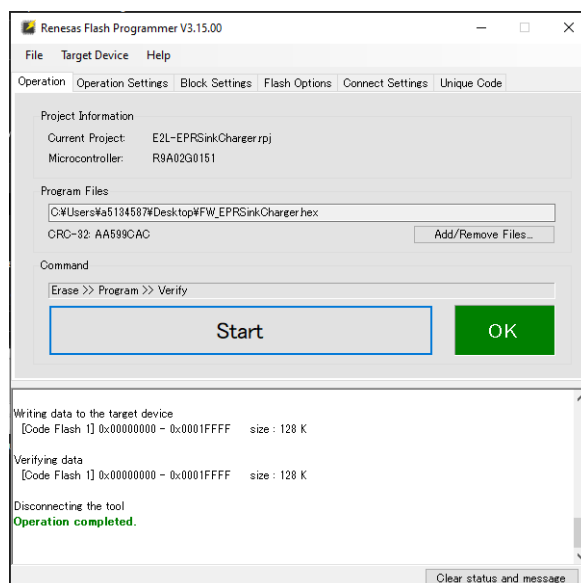 Renesas Flash Programmer V3.15.00
File Target Device Help
Operation Operation Settings Block Settings Flash Options Connect Settings Unique Code
Project Information
Current Project: E2L-EPRSinkCharger.rpj
Microcontroller: R9A02G0151
Program Files
C:¥Users¥a5134587¥Desktop¥FW_EPRSinkCharger.hex
CRC-32: AA599CAC Add/Remove Files...
Command
Erase >> Program >> Verify
Start OK
Writing data to the target device
[Code Flash 1] 0x00000000 - 0x0001FFFF size : 128 K
Verifying data
[Code Flash 1] 0x00000000 - 0x0001FFFF size : 128 K
Disconnecting the tool
Operation completed.
Clear status and message